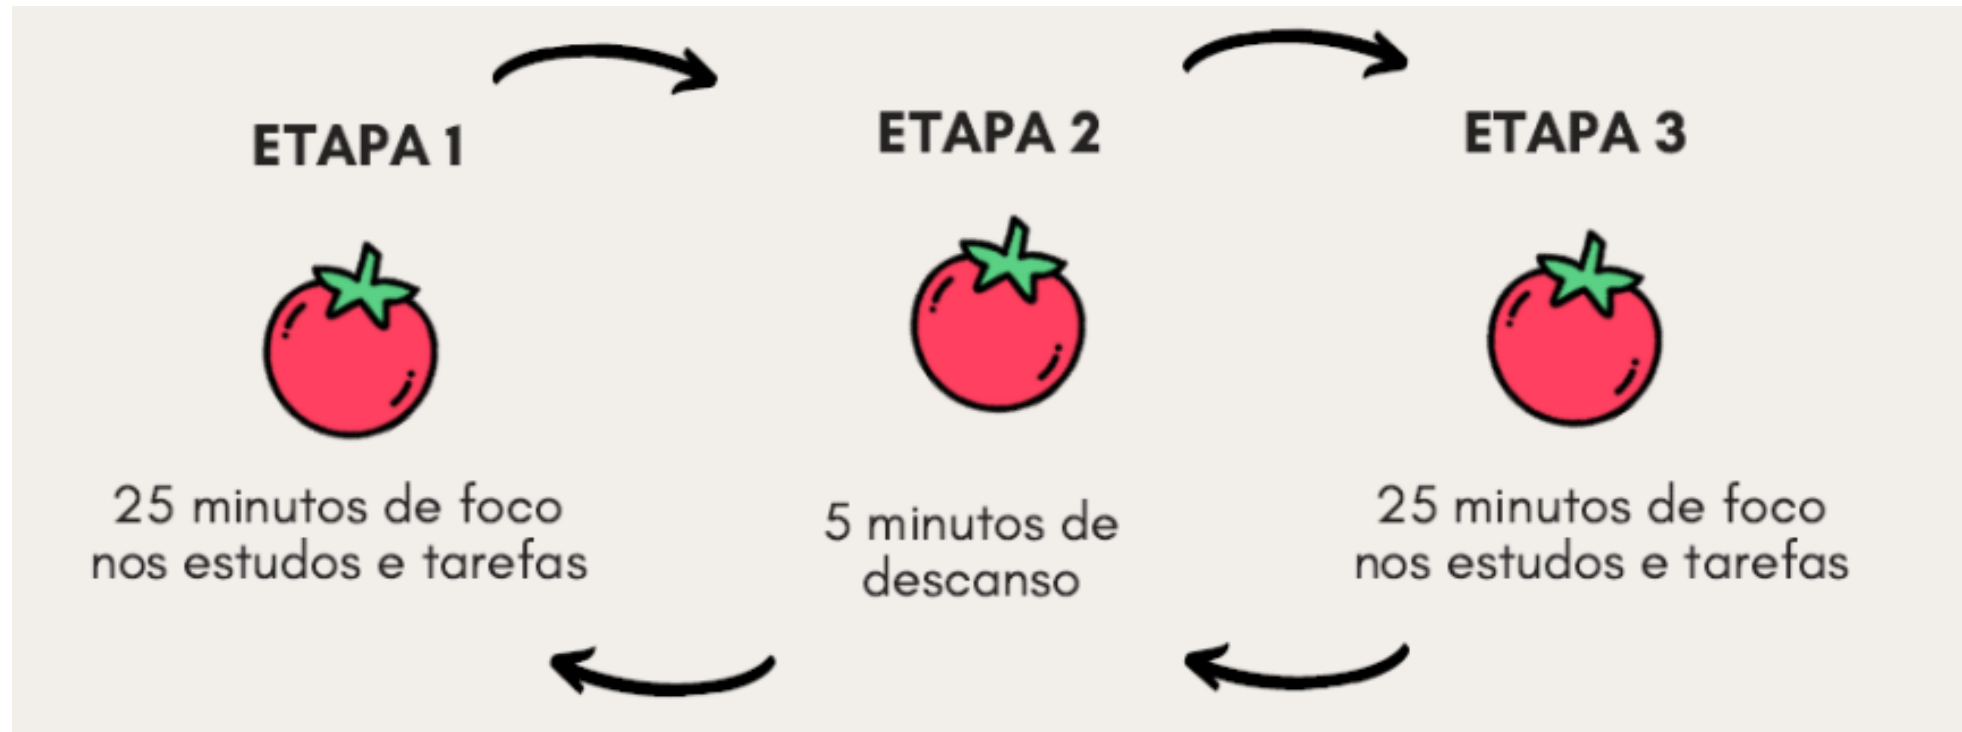 ETAPA 1
25 minutos de foco
nos estudos e tarefas
ETAPA 2
5 minutos de
descanso
ETAPA 3
25 minutos de foco
nos estudos e tarefas